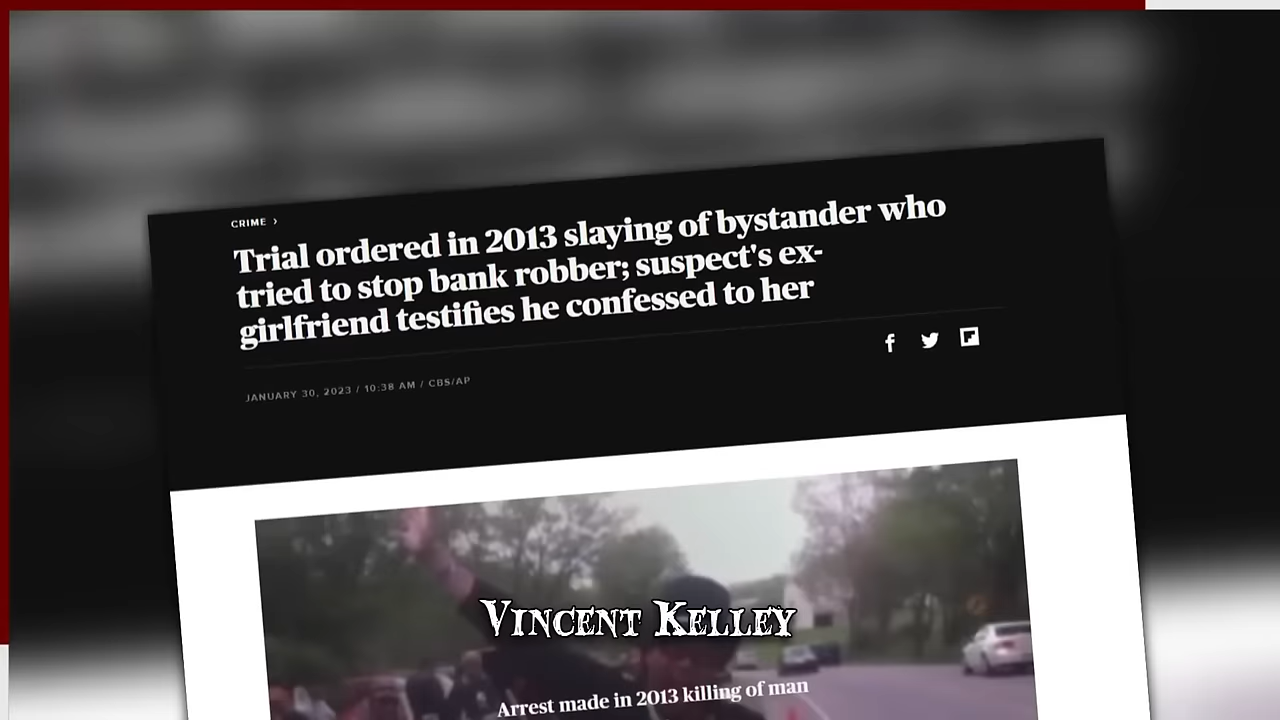 CRIME ›
Trial ordered in 2013 slaying of bystander who
tried to stop bank robber; suspect's ex-
girlfriend testifies he confessed to her
JANUARY 30, 2023 / 10:38 AM / CBS/AP
Vincent Kelley
Arrest made in 2013 killing of man